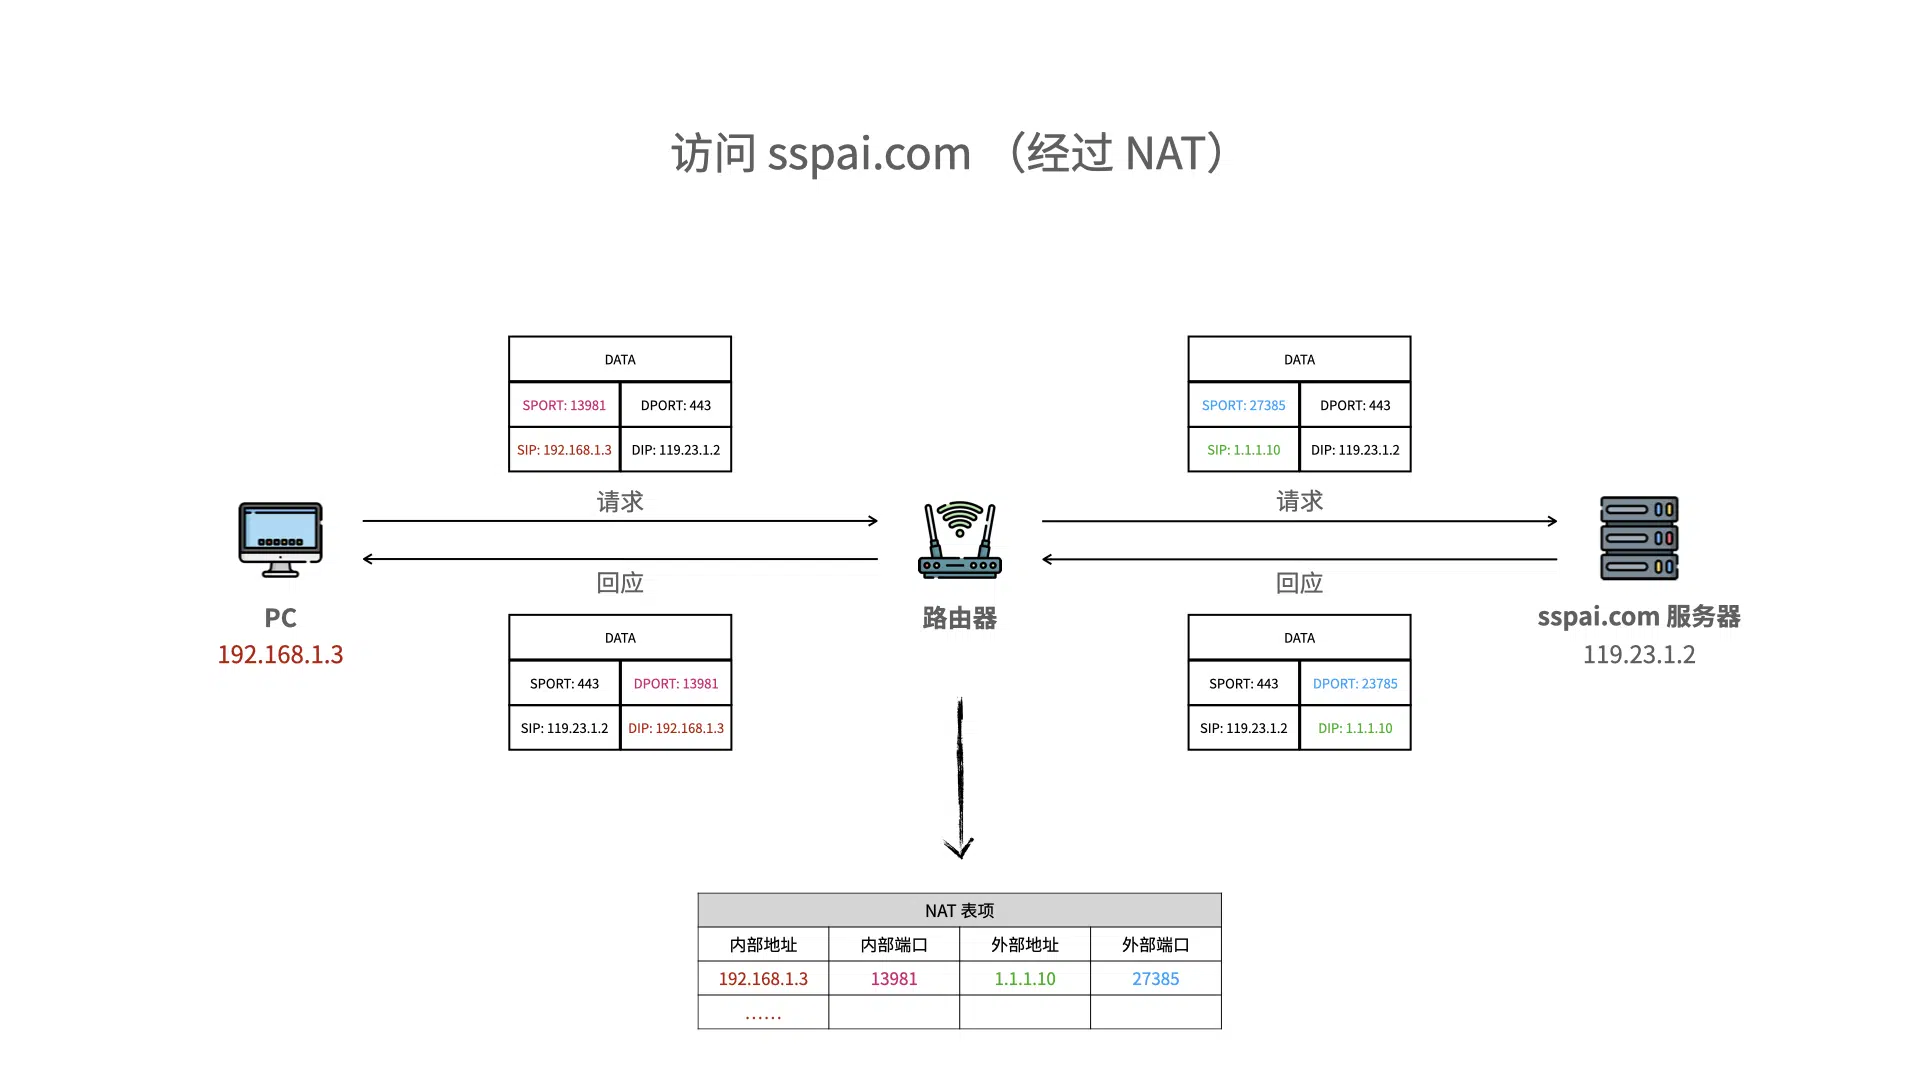 访问 sspai.com （经过 NAT）
DATA
SPORT: 13981 DPORT: 443
SIP: 192.168.1.3 DIP: 119.23.1.2
DATA
SPORT: 27385 DPORT: 443
SIP: 1.1.1.10 DIP: 119.23.1.2
请求
请求
回应
回应
PC
192.168.1.3
路由器
sspai.com 服务器
119.23.1.2
DATA
SPORT: 443 DPORT: 13981
SIP: 119.23.1.2 DIP: 192.168.1.3
DATA
SPORT: 443 DPORT: 23785
SIP: 119.23.1.2 DIP: 1.1.1.10
NAT 表项
内部地址 内部端口 外部地址 外部端口
192.168.1.3 13981 1.1.1.10 27385
……